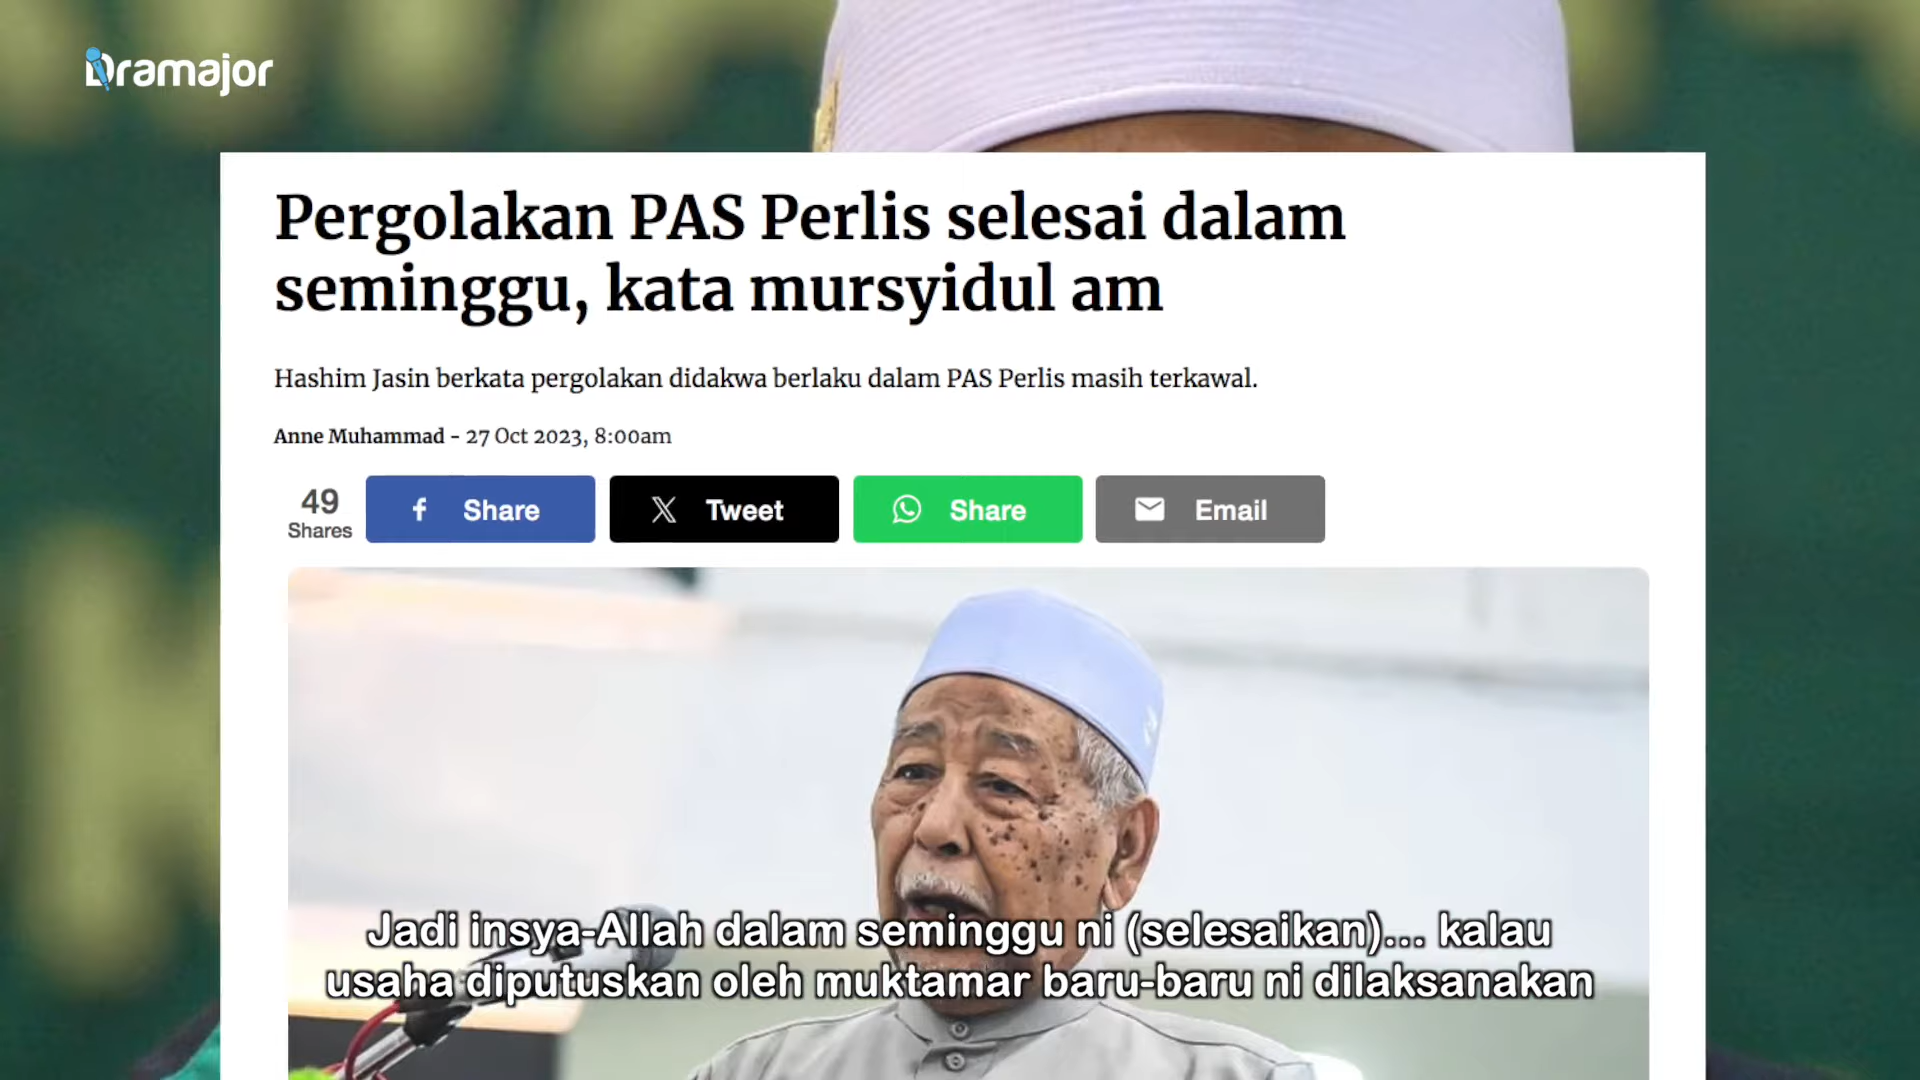 Dramajor
Pergolakan PAS Perlis selesai dalam
seminggu, kata mursyidul am
Hashim Jasin berkata pergolakan didakwa berlaku dalam PAS Perlis masih terkawal.
Anne Muhammad - 27 Oct 2023, 8:00am
49
Shares
Share
Tweet
Share
Email
Jadi insya-Allah dalam seminggu ni (selesaikan)... kalau
usaha diputuskan oleh muktamar baru-baru ni dilaksanakan